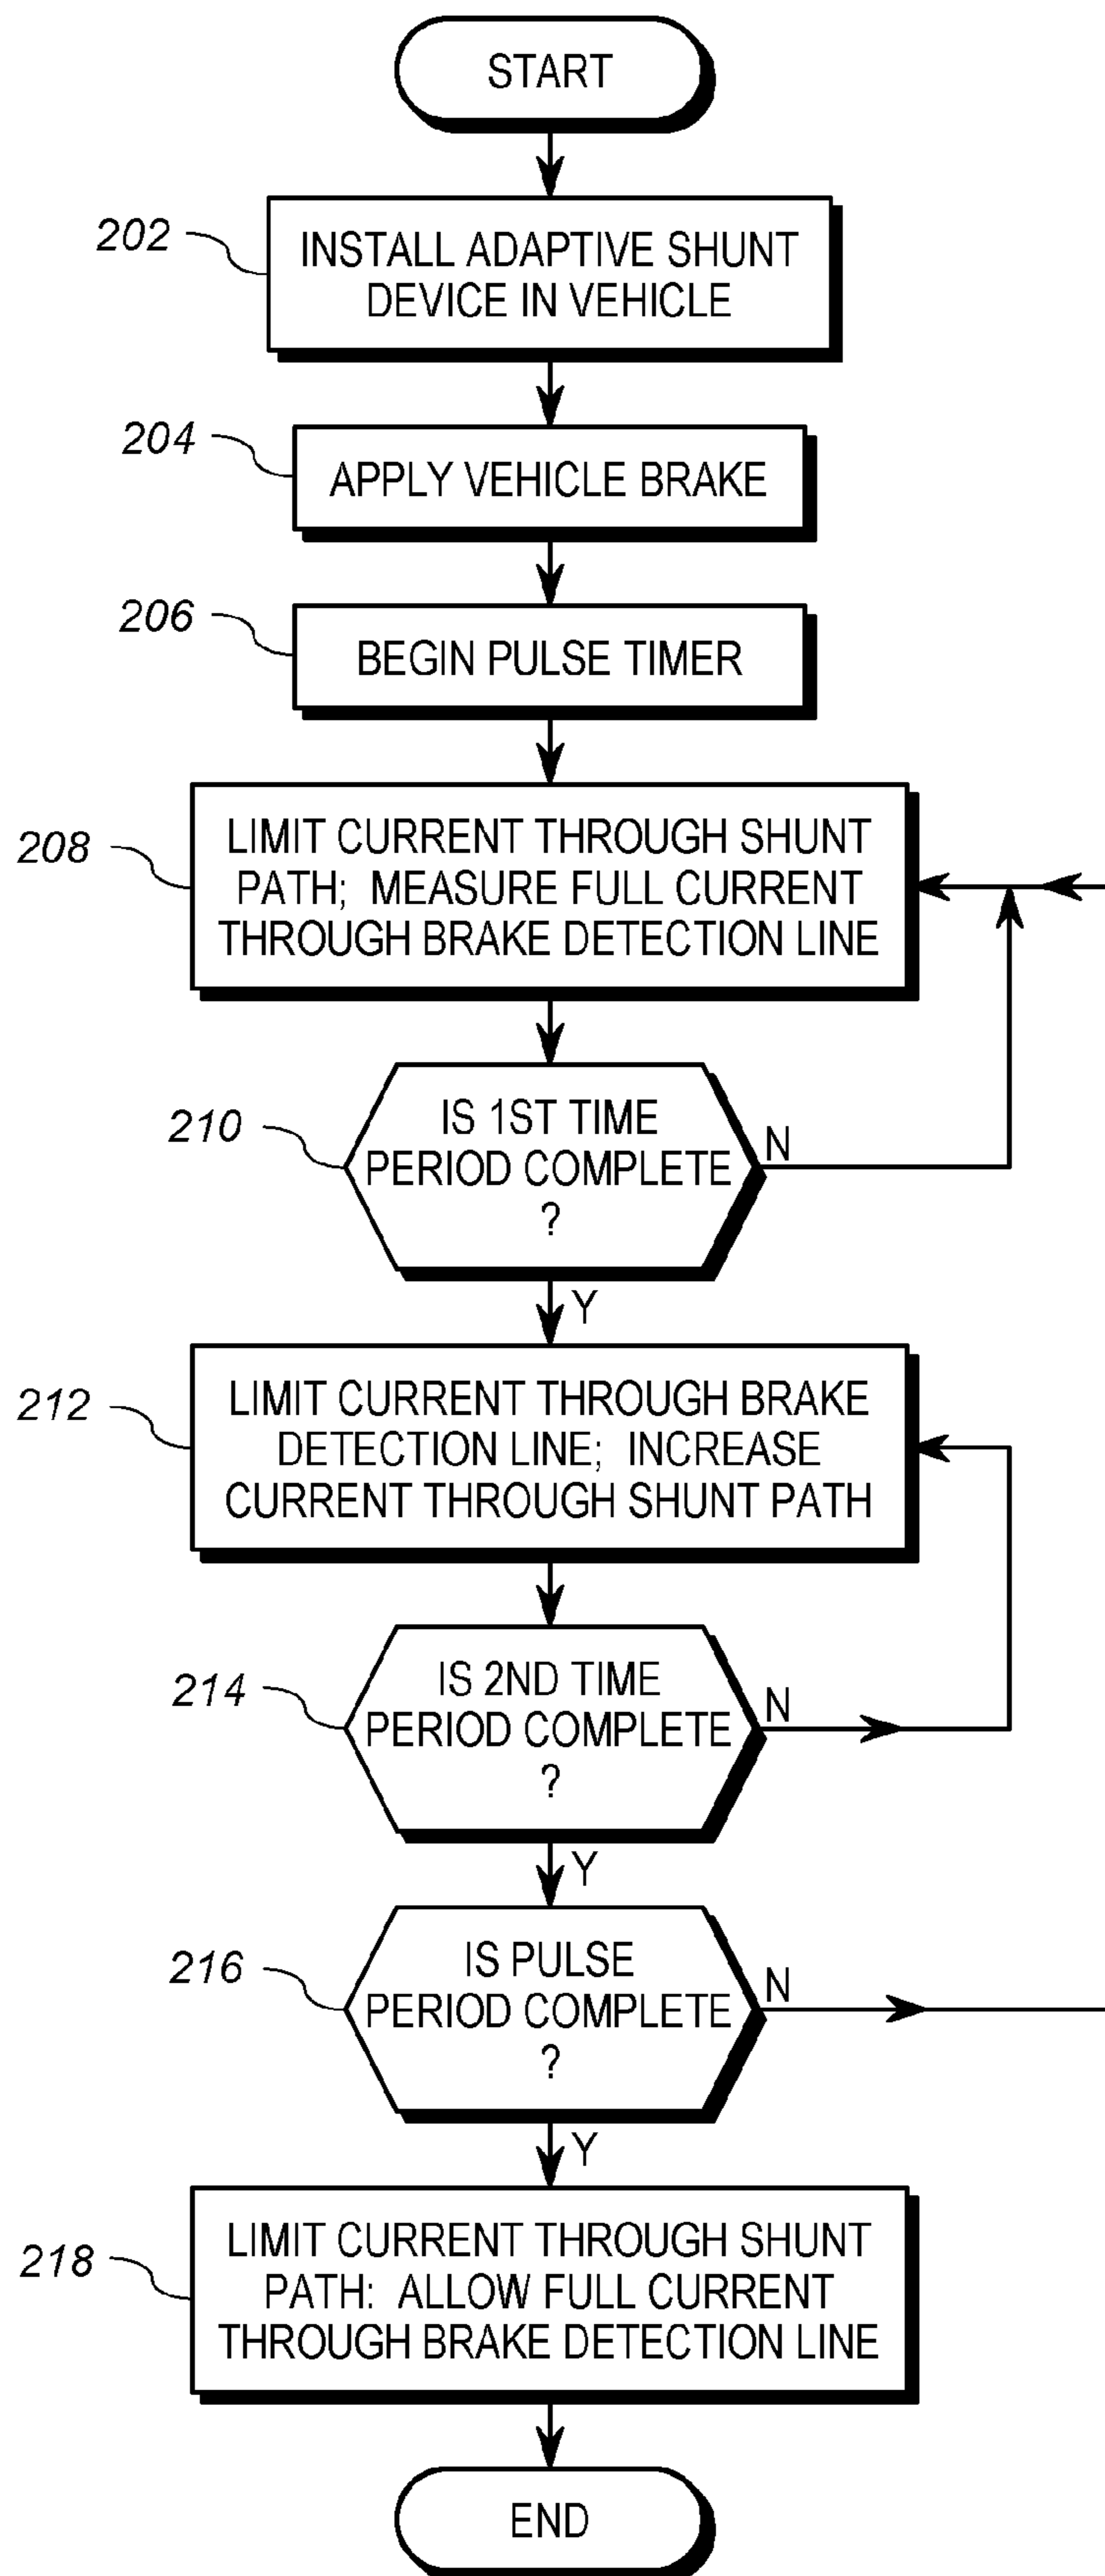 START
202
INSTALL ADAPTIVE SHUNT
DEVICE IN VEHICLE
204
APPLY VEHICLE BRAKE
206
BEGIN PULSE TIMER
208
LIMIT CURRENT THROUGH SHUNT
PATH; MEASURE FULL CURRENT
THROUGH BRAKE DETECTION LINE
210
IS 1ST TIME
PERIOD COMPLETE
?
N
Y
212
LIMIT CURRENT THROUGH BRAKE
DETECTION LINE; INCREASE
CURRENT THROUGH SHUNT PATH
214
IS 2ND TIME
PERIOD COMPLETE
?
N
Y
216
IS PULSE
PERIOD COMPLETE
?
N
Y
218
LIMIT CURRENT THROUGH SHUNT
PATH: ALLOW FULL CURRENT
THROUGH BRAKE DETECTION LINE
END